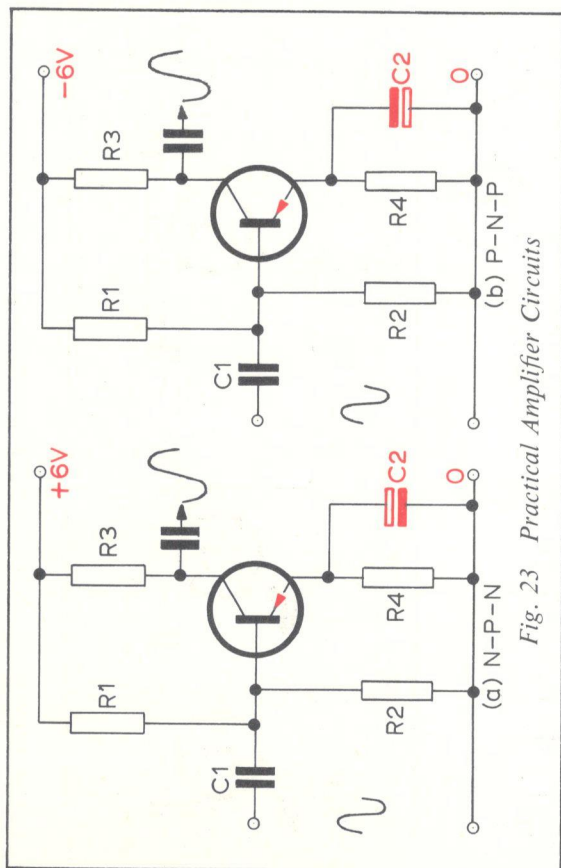 +6V
R1
R3
C1
R2
R4
C2
0
(a) N-P-N
-6V
R1
R3
C1
R2
R4
C2
0
(b) P-N-P
Fig. 23 Practical Amplifier Circuits